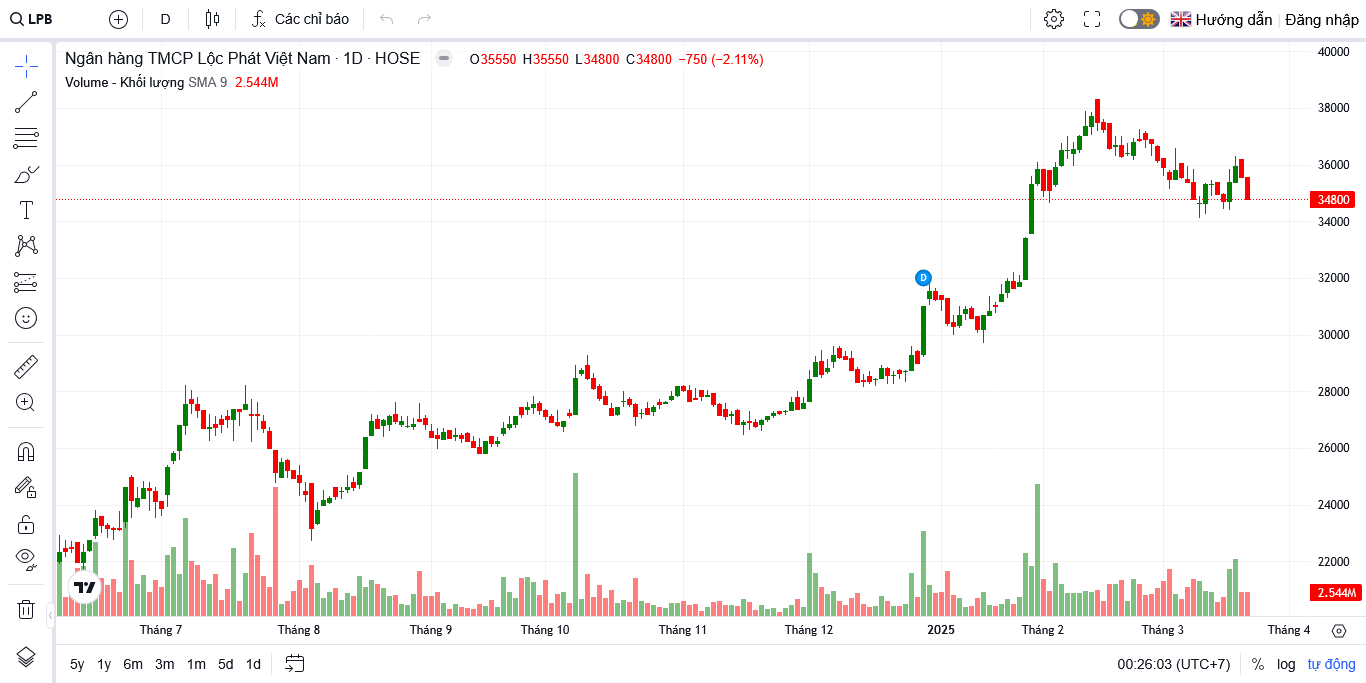 LPB D Các chỉ báo Hướng dẫn Đăng nhập
Ngân hàng TMCP Lộc Phát Việt Nam · 1D · HOSE O35550 H35550 L34800 C34800 −750 (−2.11%)
Volume - Khối lượng SMA 9 2.544M
40000
38000
36000
34800
34000
32000
D
30000
28000
26000
24000
22000
2.544M
Tháng 7 Tháng 8 Tháng 9 Tháng 10 Tháng 11 Tháng 12 2025 Tháng 2 Tháng 3 Tháng 4
5y 1y 6m 3m 1m 5d 1d 00:26:03 (UTC+7) % log tự động